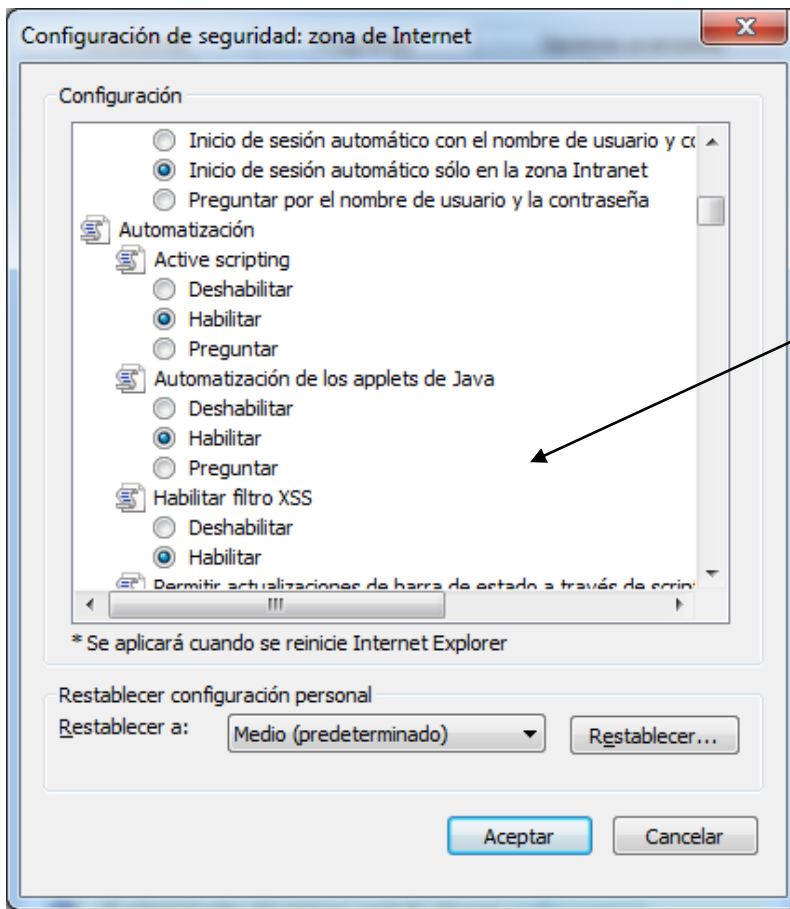 Configuración de seguridad: zona de Internet
Configuración
Inicio de sesión automático con el nombre de usuario y
Inicio de sesión automático sólo en la zona Intranet
Preguntar por el nombre de usuario y la contraseña
Automatización
Active scripting
Deshabilitar
Habilitar
Preguntar
Automatización de los applets de Java
Deshabilitar
Habilitar
Preguntar
Habilitar filtro XSS
Deshabilitar
Habilitar
Permitir actualizaciones de barra de estado a través de script
* Se aplicará cuando se reinicie Internet Explorer
Restablecer configuración personal
Restablecer a:
Medio (predeterminado)
Restablecer...
Aceptar
Cancelar